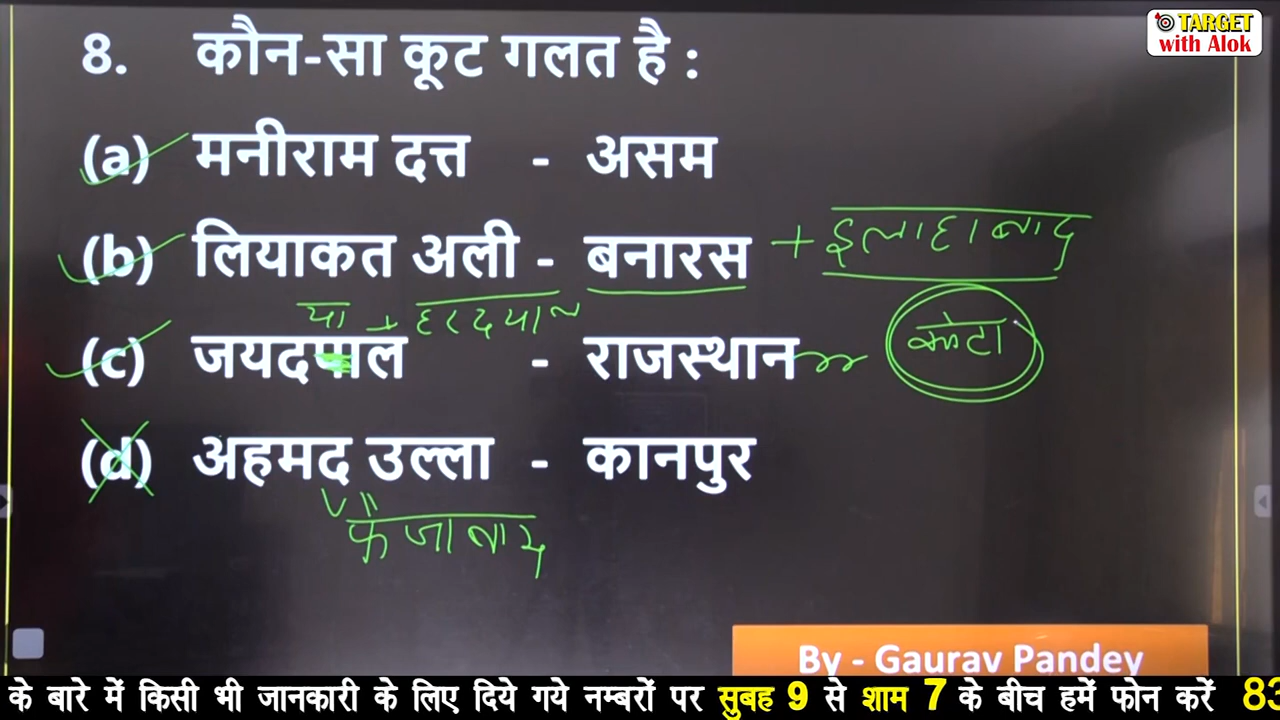 TARGET
with Alok
8. कौन-सा कूट गलत है :
(a) मनीराम दत्त - असम
(b) लियाकत अली - बनारस + इलाहाबाद
या + हरदयाल
(c) जयदपाल - राजस्थान कोटा
(d) अहमद उल्ला - कानपुर
फैजाबाद
By - Gaurav Pandey
के बारे में किसी भी जानकारी के लिए दिये गये नम्बरों पर सुबह 9 से शाम 7 के बीच हमें फोन करें 83